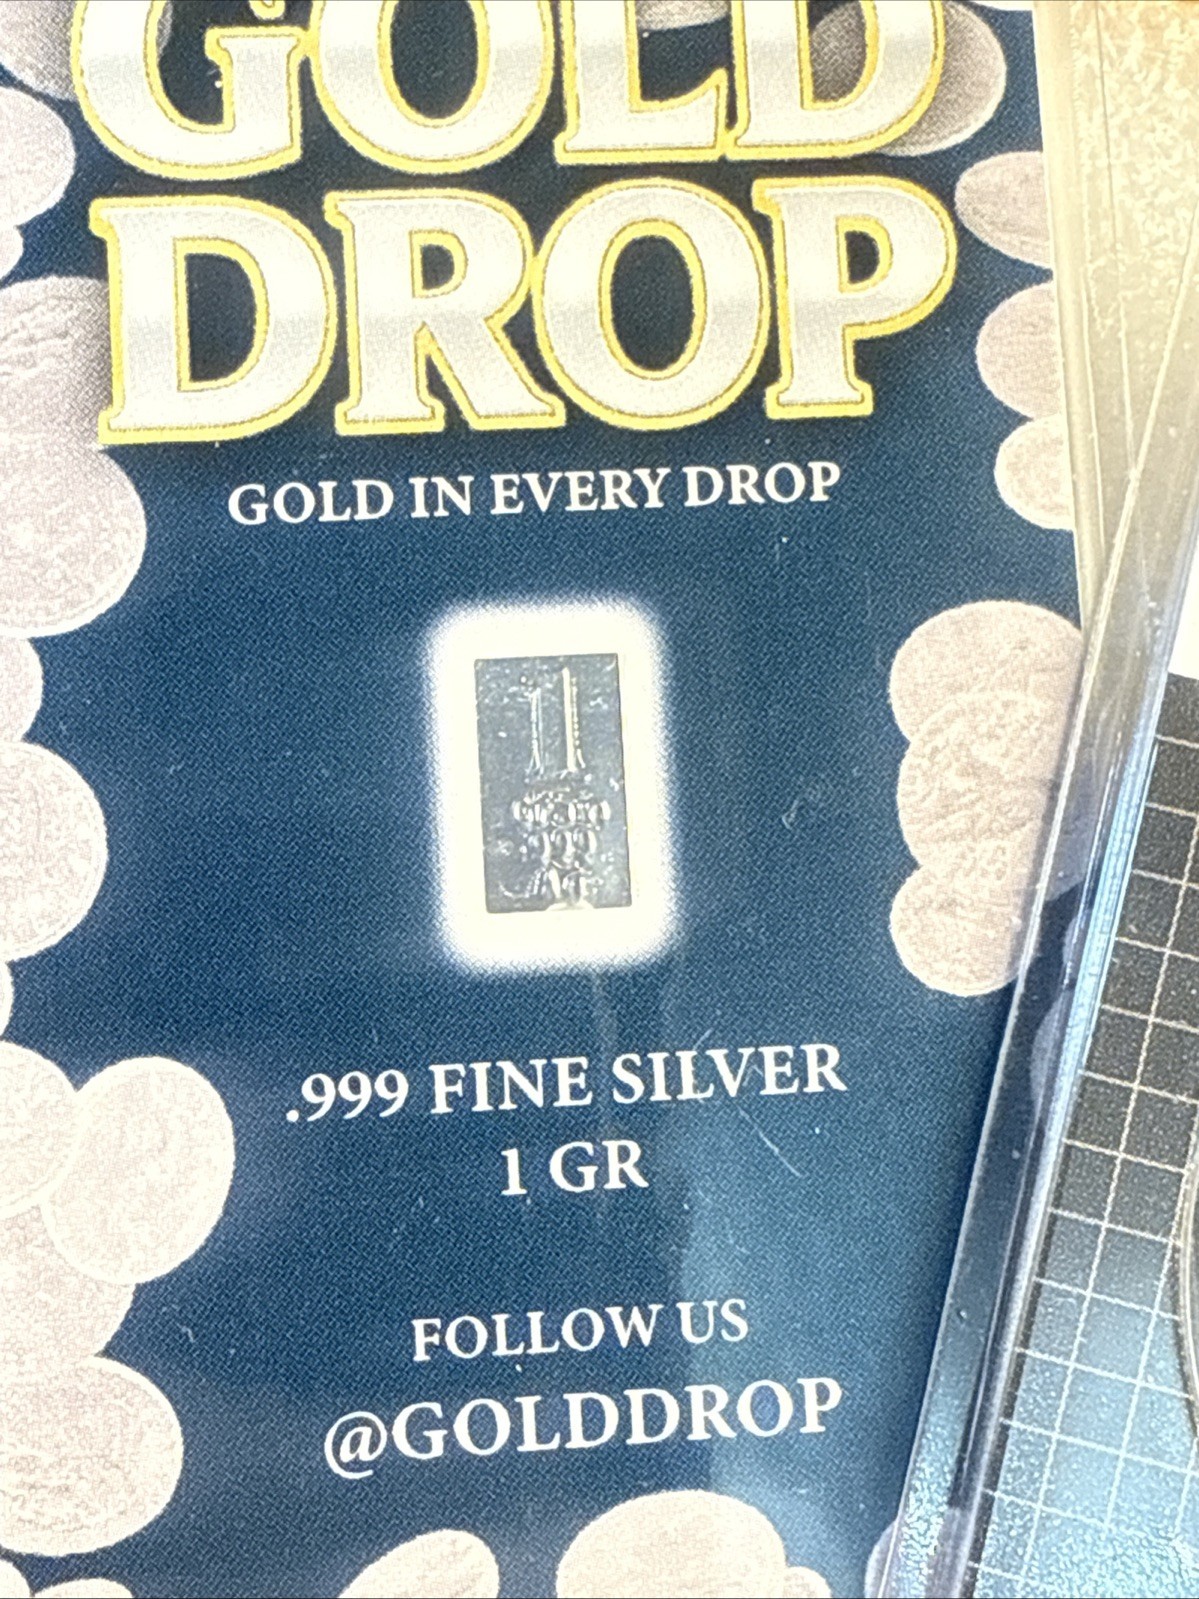 GOLD
DROP
GOLD IN EVERY DROP
.999 FINE SILVER
1 GR
FOLLOW US
@GOLDDROP